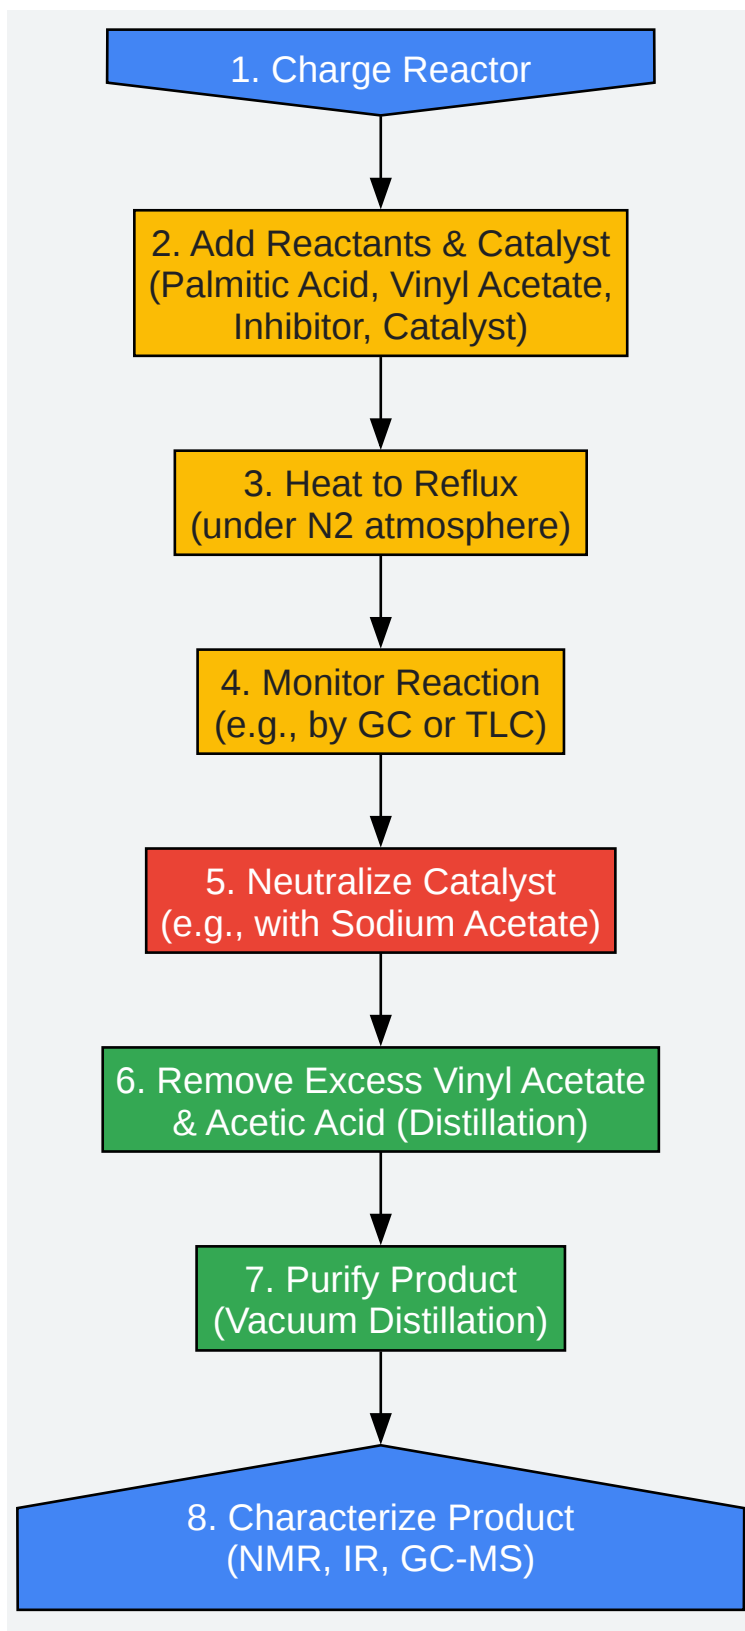 1. Charge Reactor
2. Add Reactants & Catalyst
(Palmitic Acid, Vinyl Acetate,
Inhibitor, Catalyst)
3. Heat to Reflux
(under N2 atmosphere)
4. Monitor Reaction
(e.g., by GC or TLC)
5. Neutralize Catalyst
(e.g., with Sodium Acetate)
6. Remove Excess Vinyl Acetate
& Acetic Acid (Distillation)
7. Purify Product
(Vacuum Distillation)
8. Characterize Product
(NMR, IR, GC-MS)